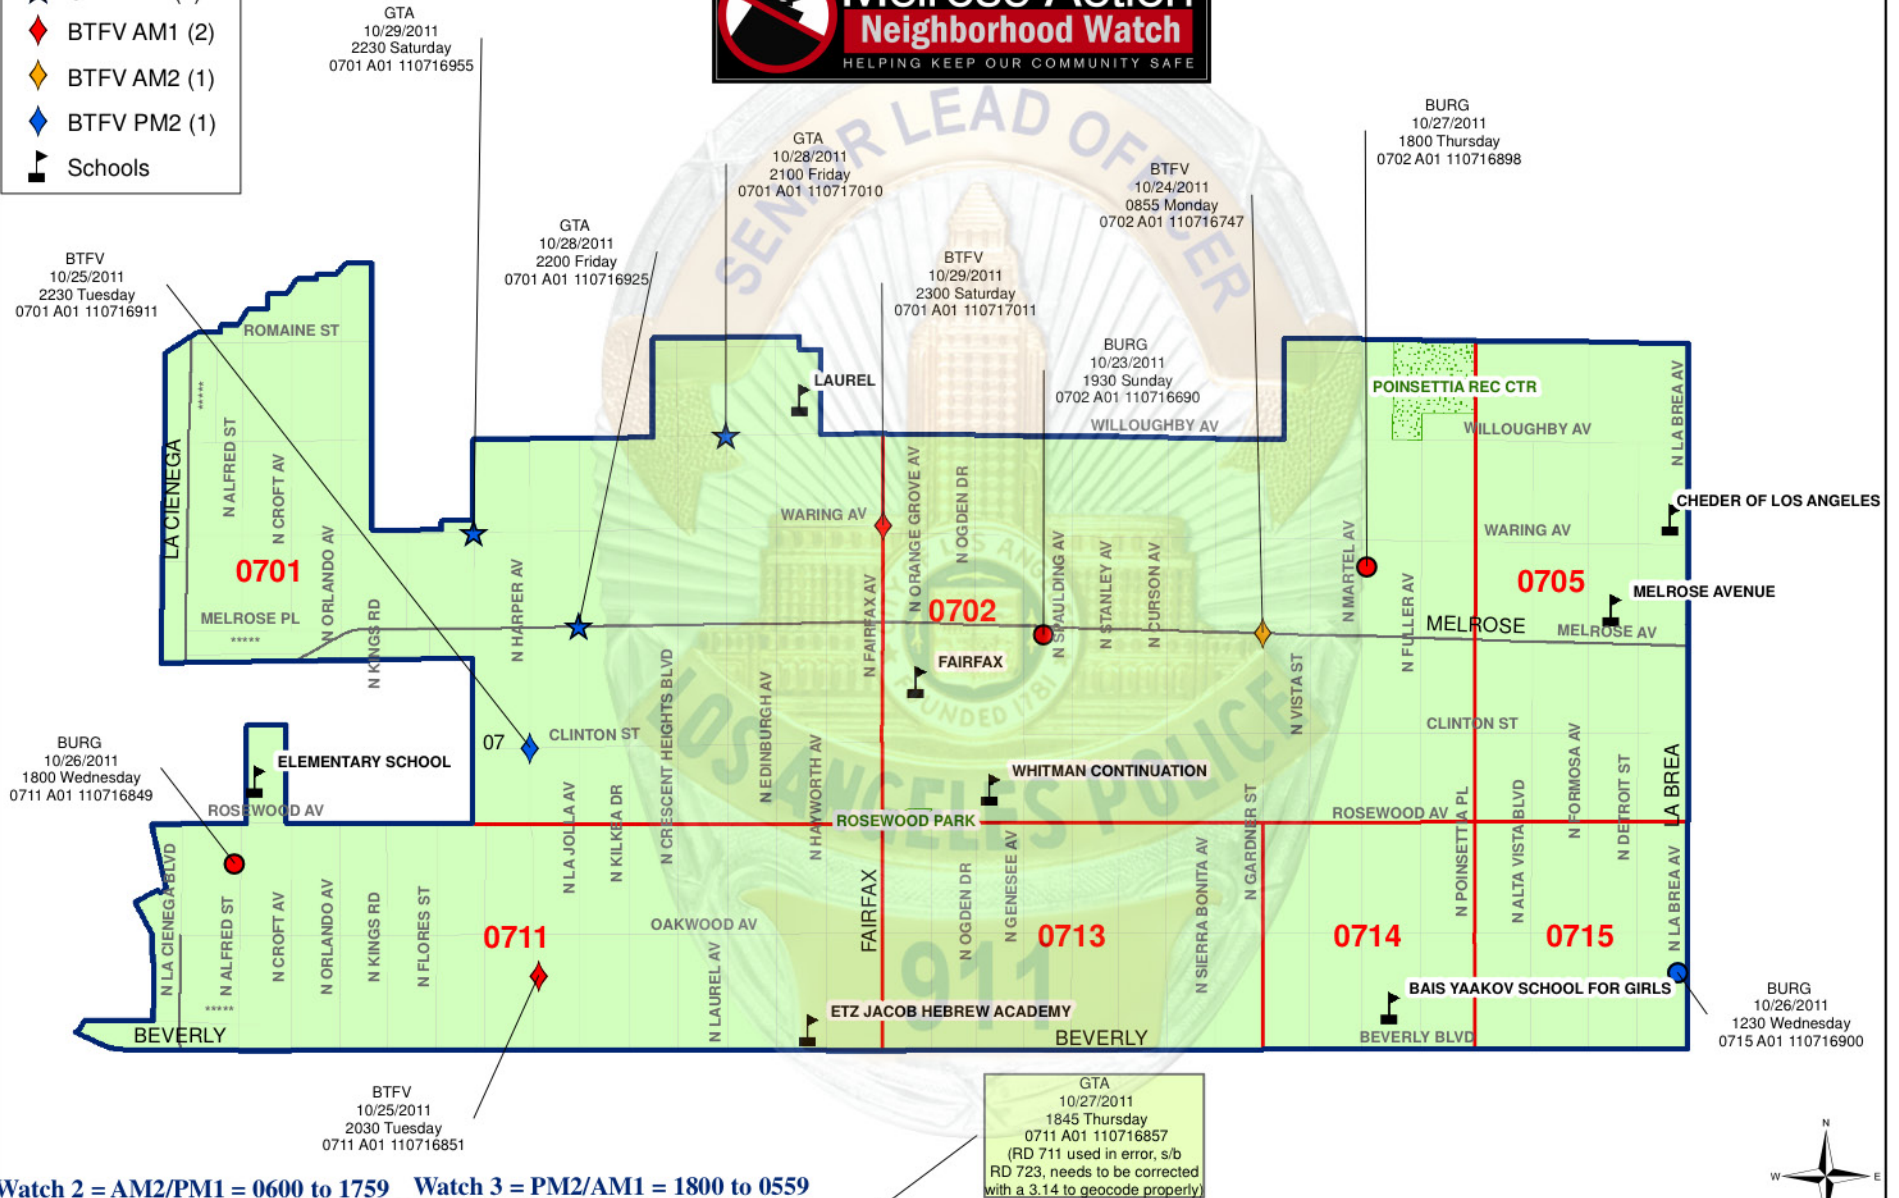 BTFV AM1 (2)
BTFV AM2 (1)
BTFV PM2 (1)
Schools
Melrose Action
Neighborhood Watch
HELPING KEEP OUR COMMUNITY SAFE
GTA
10/29/2011
2230 Saturday
0701 A01 110716955
GTA
10/28/2011
2100 Friday
0701 A01 110717010
GTA
10/28/2011
2200 Friday
0701 A01 110716925
BTFV
10/24/2011
0855 Monday
0702 A01 110716747
BURG
10/27/2011
1800 Thursday
0702 A01 110716898
BTFV
10/25/2011
2230 Tuesday
0701 A01 110716911
BTFV
10/29/2011
2300 Saturday
0701 A01 110717011
BURG
10/23/2011
1930 Sunday
0702 A01 110716690
SENIOR LEAD OFFICER
ROMAINE ST
LAUREL
POINSETTIA REC CTR
WILLOUGHBY AV
WILLOUGHBY AV
N LA BREA AV
LA CIENEGA
*****
N ALFRED ST
N CROFT AV
N ORLANDO AV
N KINGS RD
N HARPER AV
WARING AV
N FAIRFAX AV
N ORANGE GROVE AV
N OGDEN DR
N SPAULDING AV
N STANLEY AV
N CURSON AV
N MARTEL AV
N FULLER AV
WARING AV
CHEDER OF LOS ANGELES
0701
0702
0705
MELROSE AVENUE
MELROSE PL
*****
MELROSE
MELROSE AV
FAIRFAX
FOUNDED 1781
LOS ANGELES POLICE
N CRESCENT HEIGHTS BLVD
N EDINBURGH AV
N HAYWORTH AV
N VISTA ST
CLINTON ST
07
CLINTON ST
BURG
10/26/2011
1800 Wednesday
0711 A01 110716849
ELEMENTARY SCHOOL
WHITMAN CONTINUATION
ROSEWOOD AV
ROSEWOOD PARK
ROSEWOOD AV
N LA JOLLA AV
N KILKEA DR
N GARDNER ST
N POINSETTIA PL
N ALTA VISTA BLVD
N FORMOSA AV
N DETROIT ST
LA BREA
N LA CIENEGA BLVD
N ALFRED ST
N CROFT AV
N ORLANDO AV
N KINGS RD
N FLORES ST
OAKWOOD AV
N LAUREL AV
FAIRFAX
N OGDEN DR
N GENESEE AV
N SIERRA BONITA AV
N LA BREA AV
0711
0713
0714
0715
911
*****
ETZ JACOB HEBREW ACADEMY
BAIS YAAKOV SCHOOL FOR GIRLS
BEVERLY
BEVERLY
BEVERLY BLVD
BURG
10/26/2011
1230 Wednesday
0715 A01 110716900
BTFV
10/25/2011
2030 Tuesday
0711 A01 110716851
GTA
10/27/2011
1845 Thursday
0711 A01 110716857
(RD 711 used in error, s/b
RD 723, needs to be corrected
with a 3.14 to geocode properly)
N
W E
Watch 2 = AM2/PM1 = 0600 to 1759 Watch 3 = PM2/AM1 = 1800 to 0559